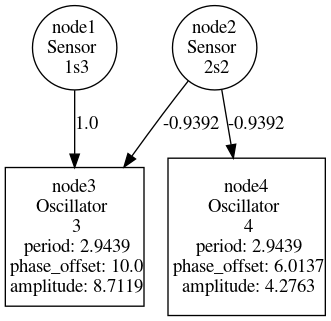 node1
Sensor
1s3
node2
Sensor
2s2
1.0
-0.9392
-0.9392
node3
Oscillator
3
period: 2.9439
phase_offset: 10.0
amplitude: 8.7119
node4
Oscillator
4
period: 2.9439
phase_offset: 6.0137
amplitude: 4.2763